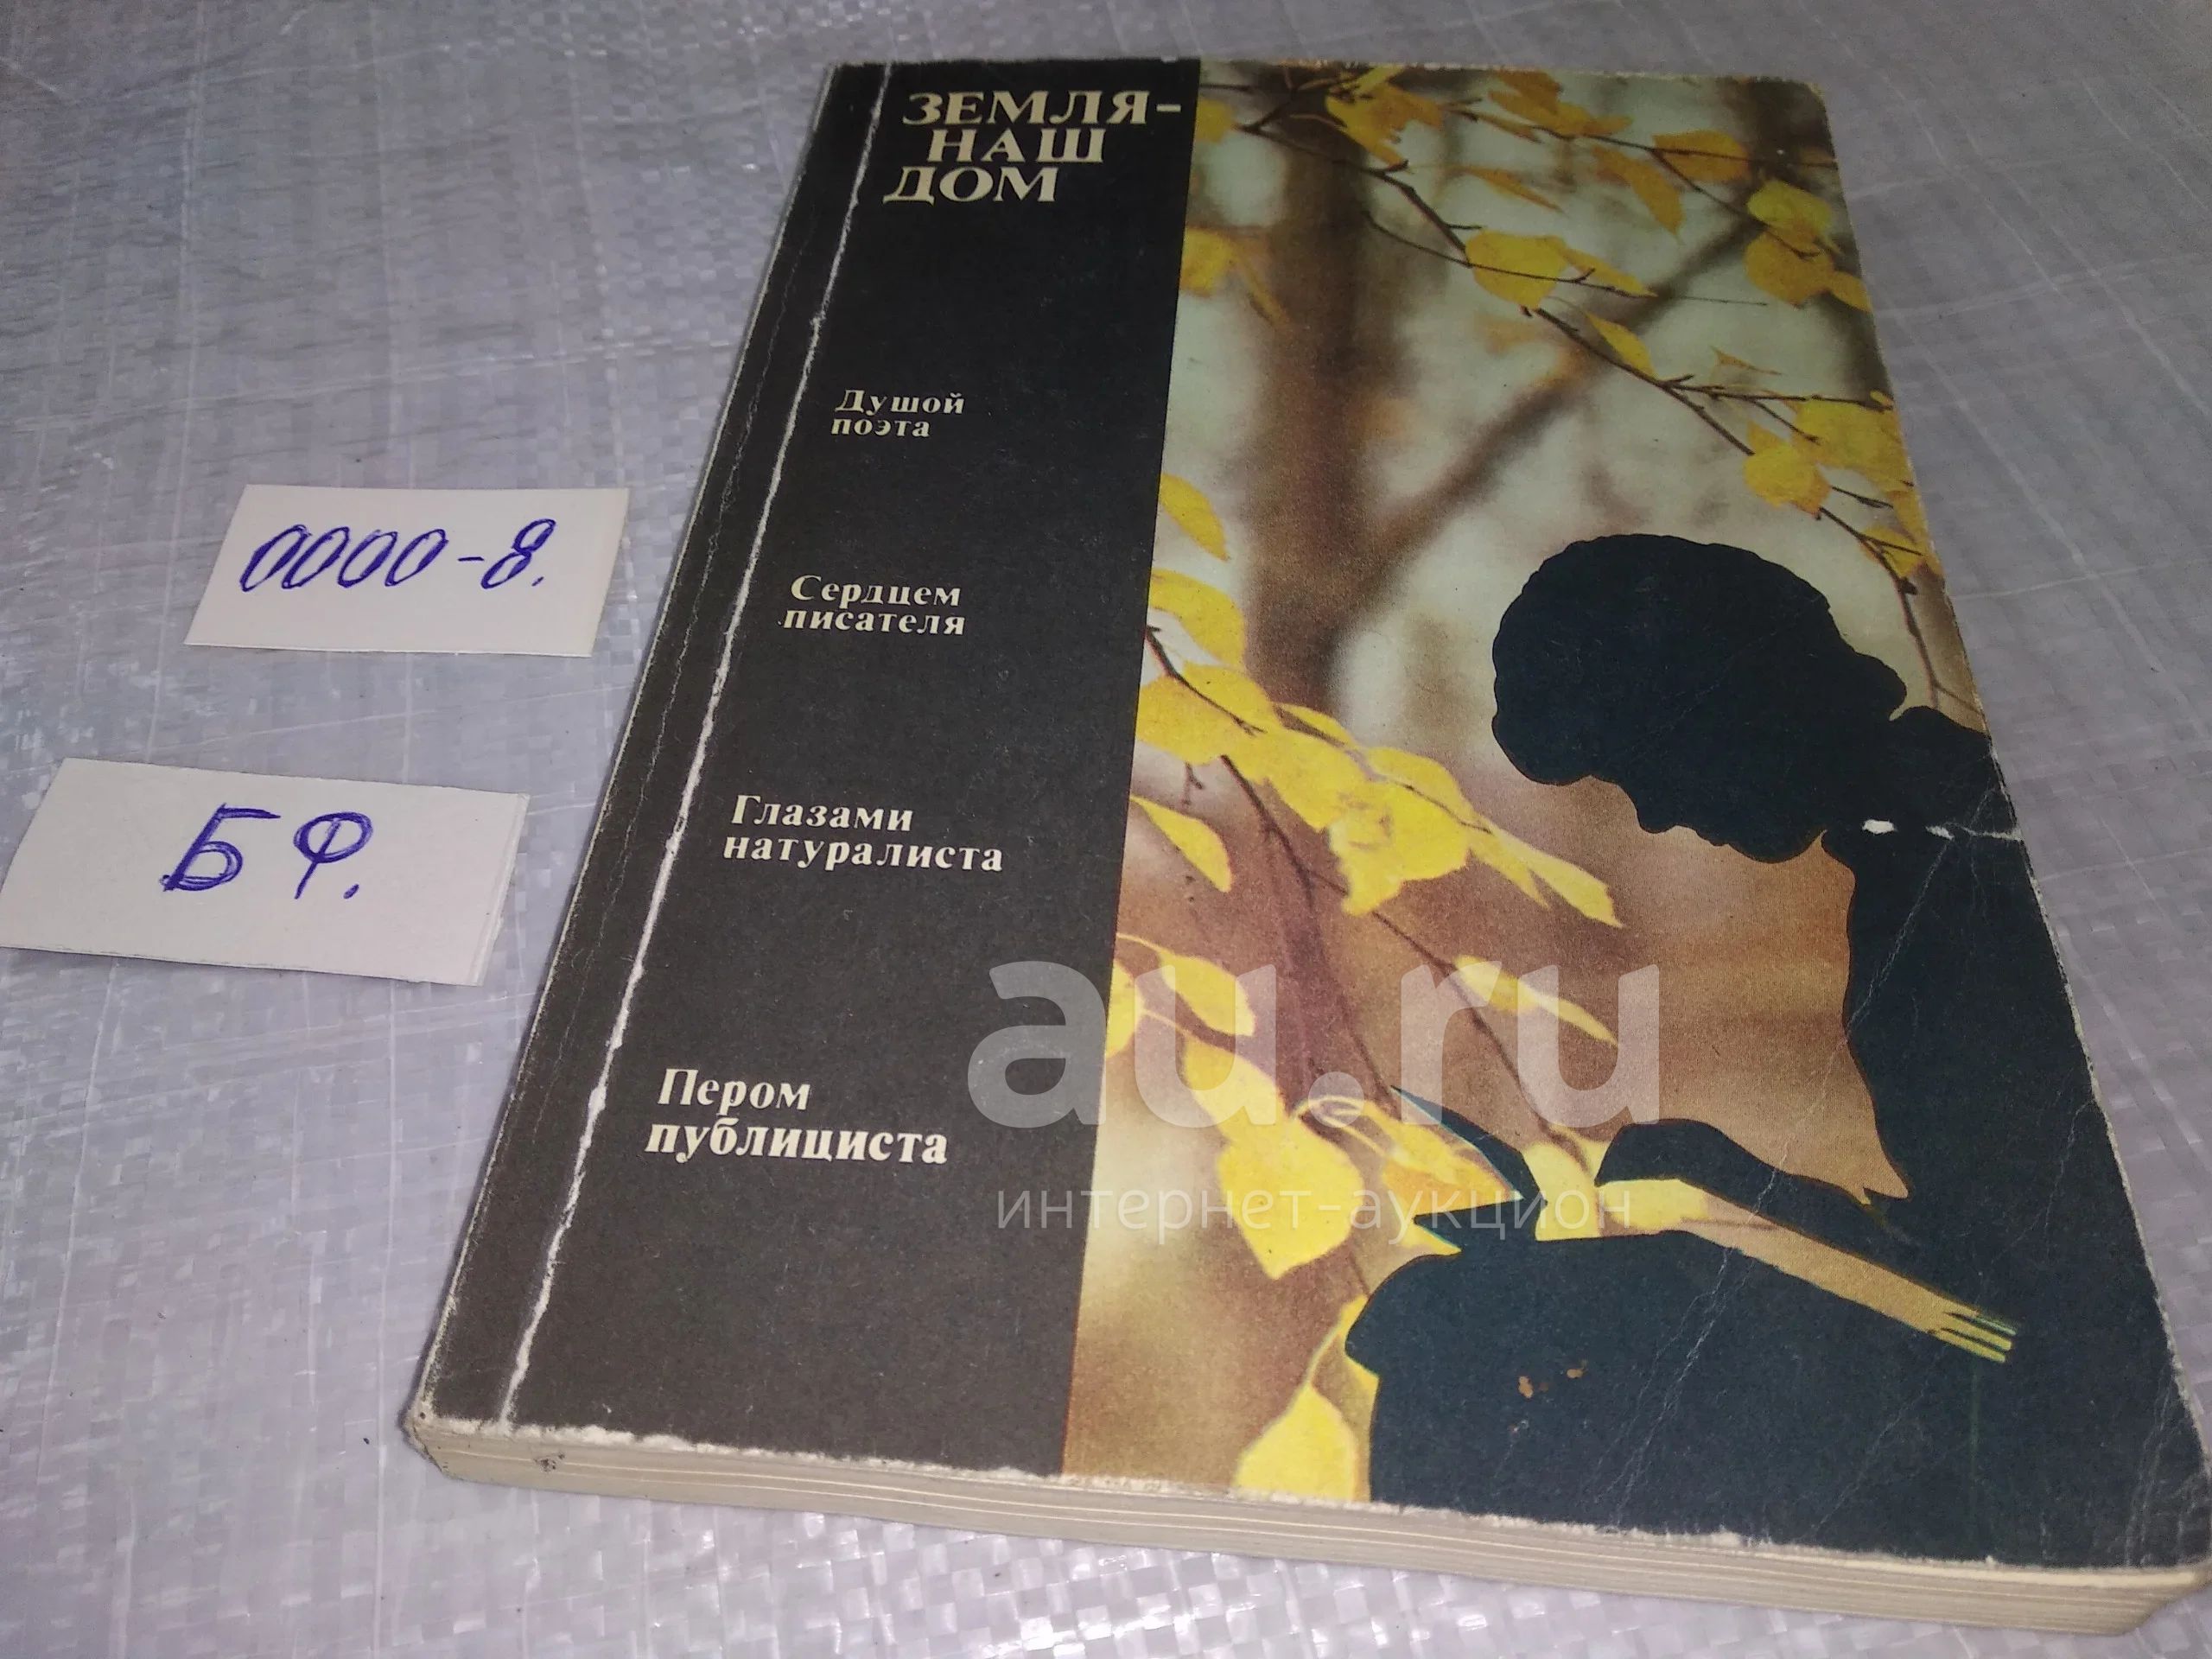 ЗЕМЛЯ-
НАШ
ДОМ
Душой
поэта
Сердцем
писателя
Глазами
натуралиста
Пером
публициста
0000-8.
БФ.
au.ru
интернет-аукцион